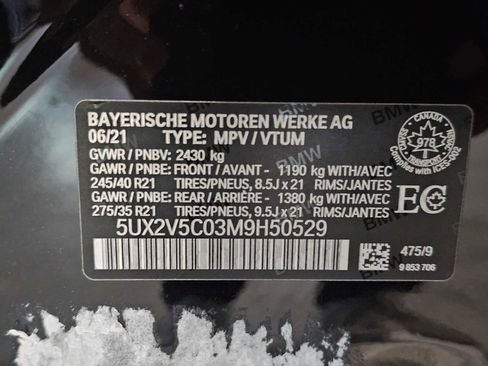 BAYERISCHE MOTOREN WERKE AG
06/21 TYPE: MPV/VTUM
GVWR/PNBV: 2430 kg
GAWR/PNBE: FRONT/AVANT - 1190 kg WITH/AVEC
245/40 R21 TIRES/PNEUS, 8.5J x 21 RIMS/JANTES
GAWR/PNBE: REAR/ARRIÈRE - 1380 kg WITH/AVEC
275/35 R21 TIRES/PNEUS, 9.5J x 21 RIMS/JANTES
5UX2V5C03M9H50529
475/9
9 853 706
CANADA
978
TRANSPORT
Complies with ICES-002
EC
BMW